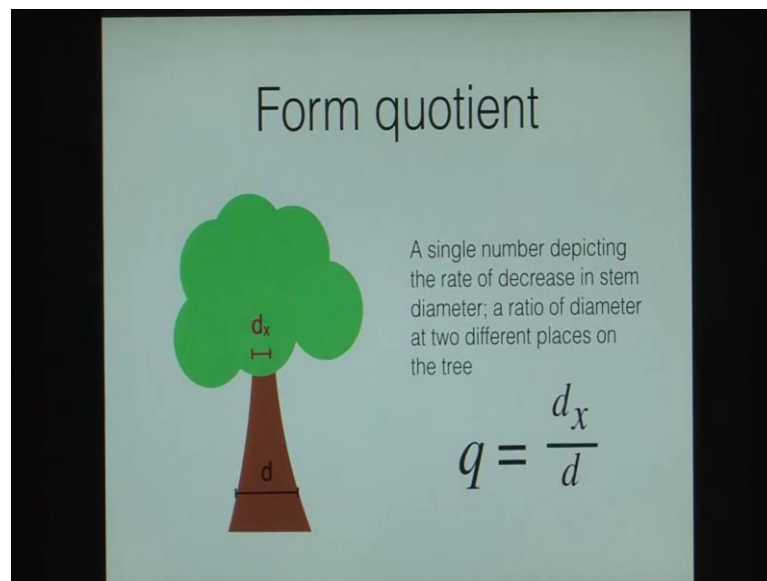 Form quotient
A single number depicting
the rate of decrease in stem
diameter; a ratio of diameter
at two different places on
the tree
dₓ
d
q = dₓ/d